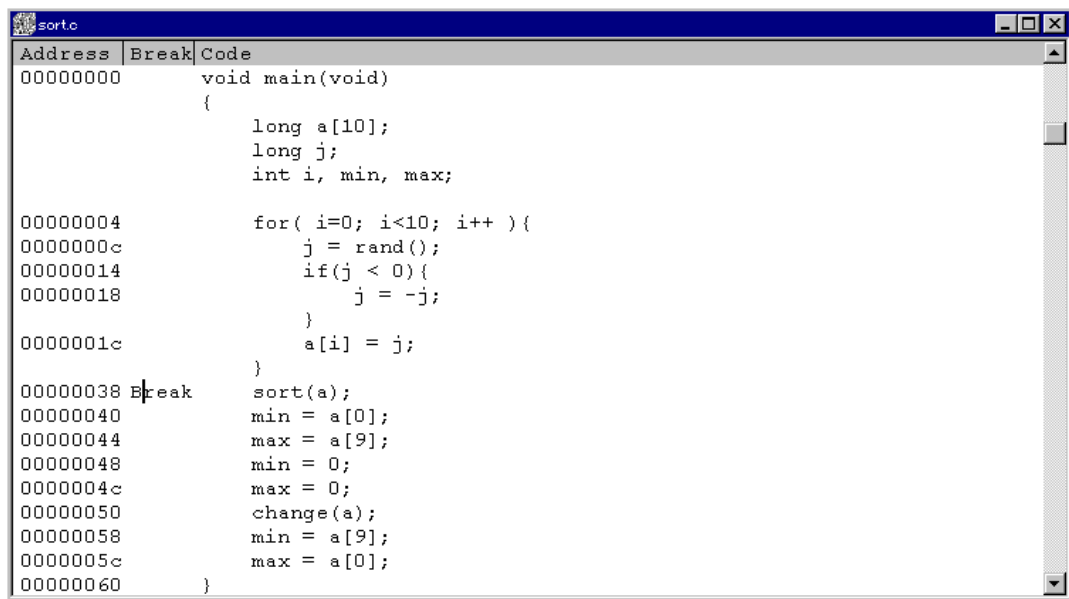 sort.c
Address Break Code
00000000 void main(void)
{
long a[10];
long j;
int i, min, max;
00000004 for( i=0; i<10; i++ ){
0000000c j = rand();
00000014 if(j < 0){
00000018 j = -j;
}
0000001c a[i] = j;
}
00000038 Break sort(a);
00000040 min = a[0];
00000044 max = a[9];
00000048 min = 0;
0000004c max = 0;
00000050 change(a);
00000058 min = a[9];
0000005c max = a[0];
00000060 }